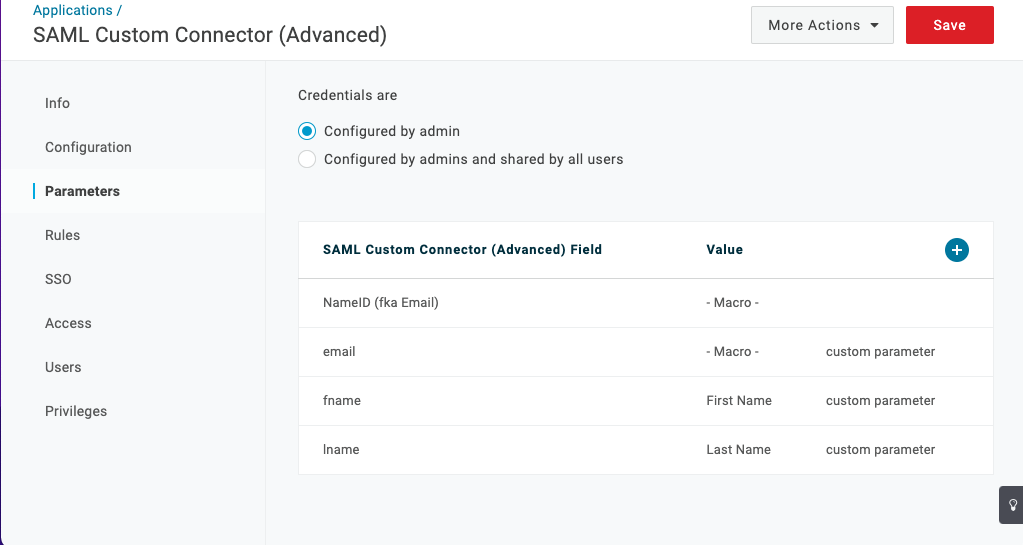 Applications /
SAML Custom Connector (Advanced)
More Actions
Save
Info
Configuration
Parameters
Rules
SSO
Access
Users
Privileges
Credentials are
Configured by admin
Configured by admins and shared by all users
SAML Custom Connector (Advanced) Field Value
NameID (fka Email) - Macro -
email - Macro - custom parameter
fname First Name custom parameter
lname Last Name custom parameter